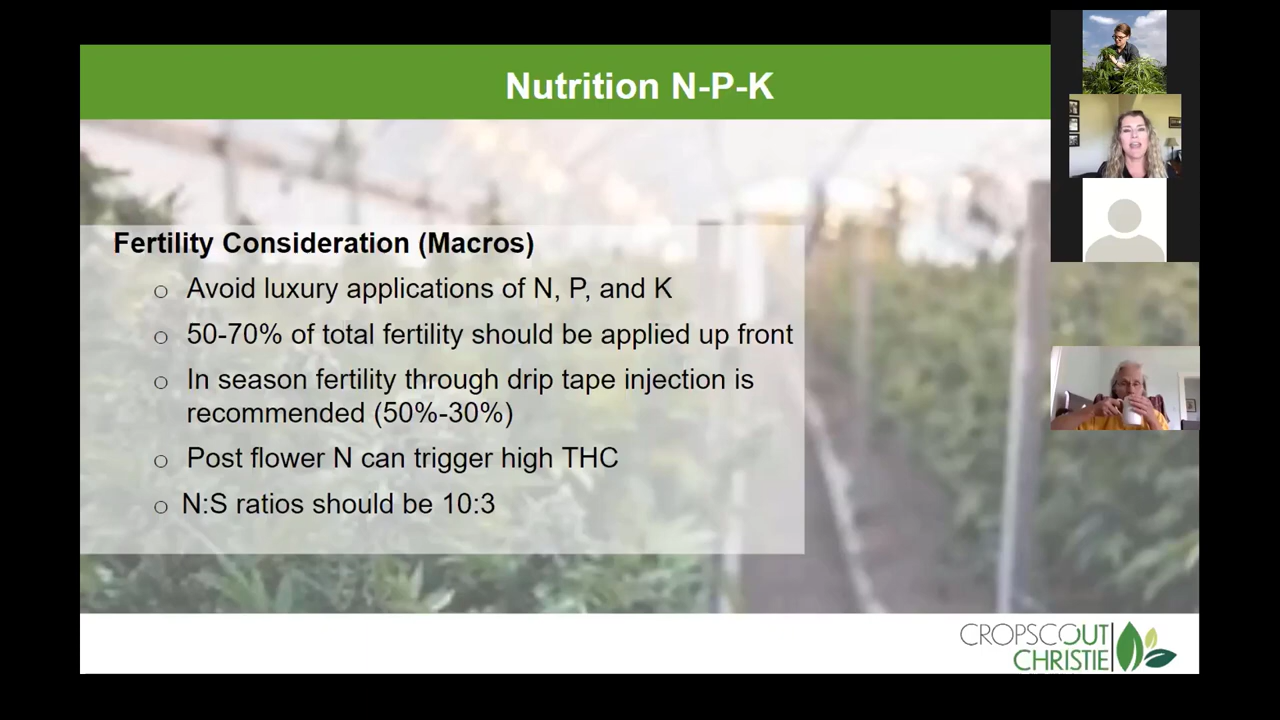 Nutrition N-P-K
Fertility Consideration (Macros)
○ Avoid luxury applications of N, P, and K
○ 50-70% of total fertility should be applied up front
○ In season fertility through drip tape injection is
recommended (50%-30%)
○ Post flower N can trigger high THC
○ N:S ratios should be 10:3
CROPSCOUT
CHRISTIE